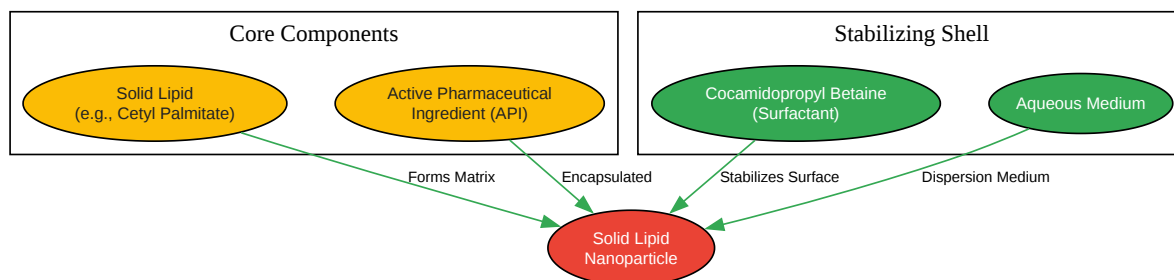 Core Components
Stabilizing Shell
Solid Lipid
(e.g., Cetyl Palmitate)
Active Pharmaceutical
Ingredient (API)
Cocamidopropyl Betaine
(Surfactant)
Aqueous Medium
Forms Matrix
Encapsulated
Stabilizes Surface
Dispersion Medium
Solid Lipid
Nanoparticle